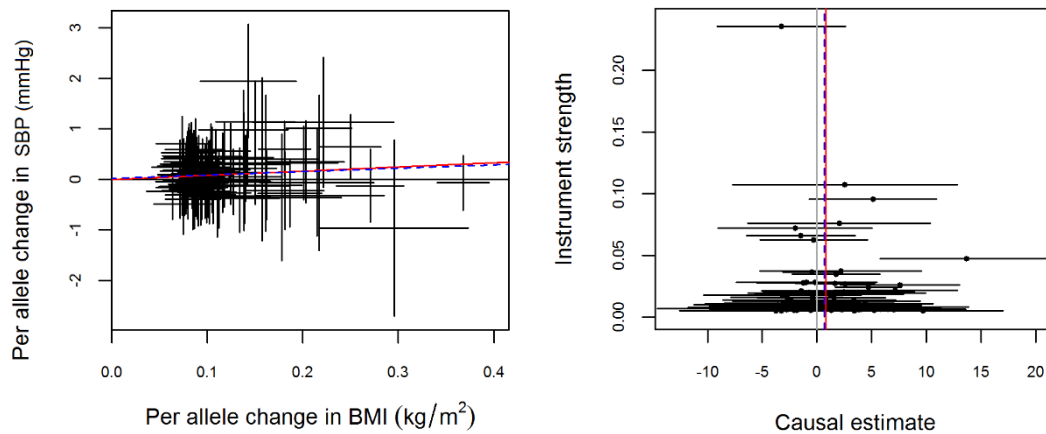 Per allele change in SBP (mmHg)
3
2
1
0
-1
-2
0.0 0.1 0.2 0.3 0.4
Per allele change in BMI (kg/m²)
Instrument strength
0.20
0.15
0.10
0.05
0.00
-10 -5 0 5 10 15 20
Causal estimate